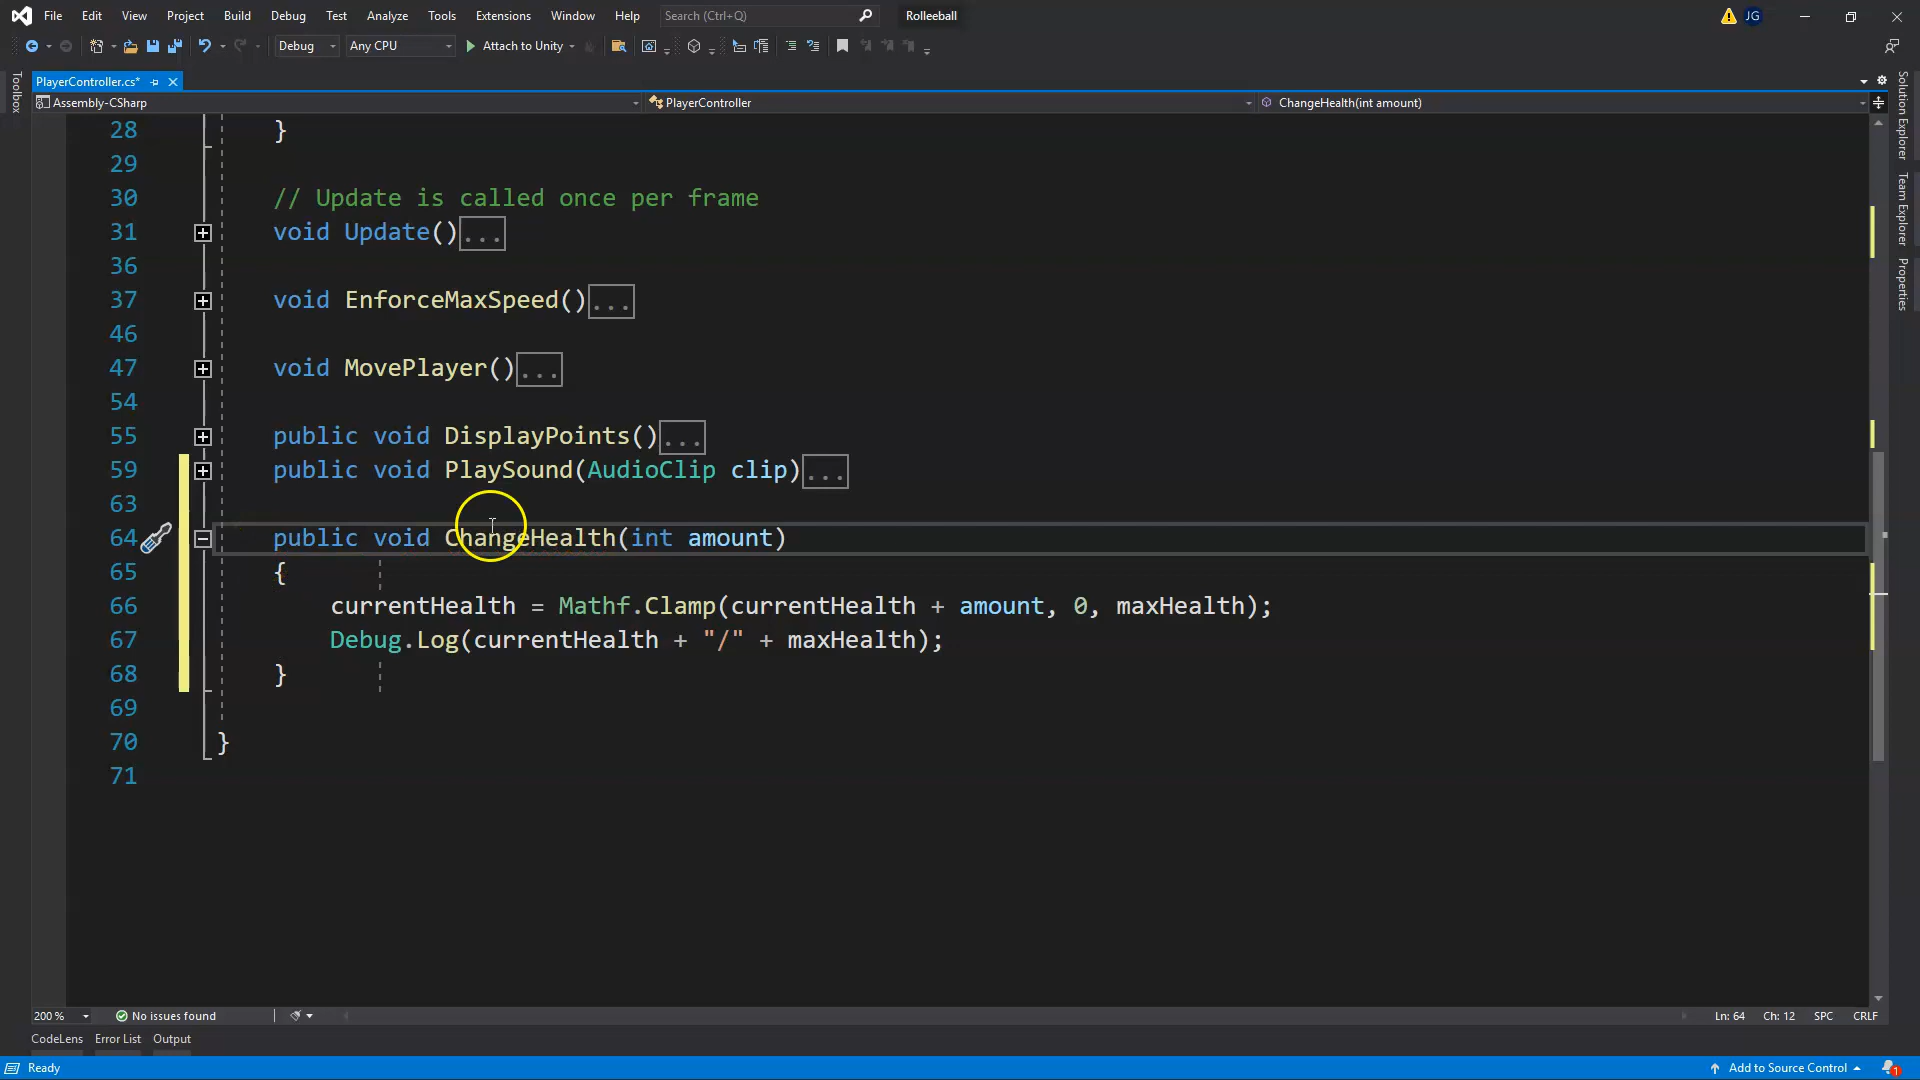 File Edit View Project Build Debug Test Analyze Tools Extensions Window Help Search (Ctrl+Q) Rolleeball JG
Debug Any CPU Attach to Unity
PlayerController.cs*
Assembly-CSharp PlayerController ChangeHealth(int amount)
Toolbox
Solution Explorer
Team Explorer
Properties
28 }
29
30 // Update is called once per frame
31 void Update()...
36
37 void EnforceMaxSpeed()...
46
47 void MovePlayer()...
54
55 public void DisplayPoints()...
59 public void PlaySound(AudioClip clip)...
63
64 public void ChangeHealth(int amount)
65 {
66 currentHealth = Mathf.Clamp(currentHealth + amount, 0, maxHealth);
67 Debug.Log(currentHealth + "/" + maxHealth);
68 }
69
70 }
71
200 % No issues found Ln: 64 Ch: 12 SPC CRLF
CodeLens Error List Output
Ready Add to Source Control 1